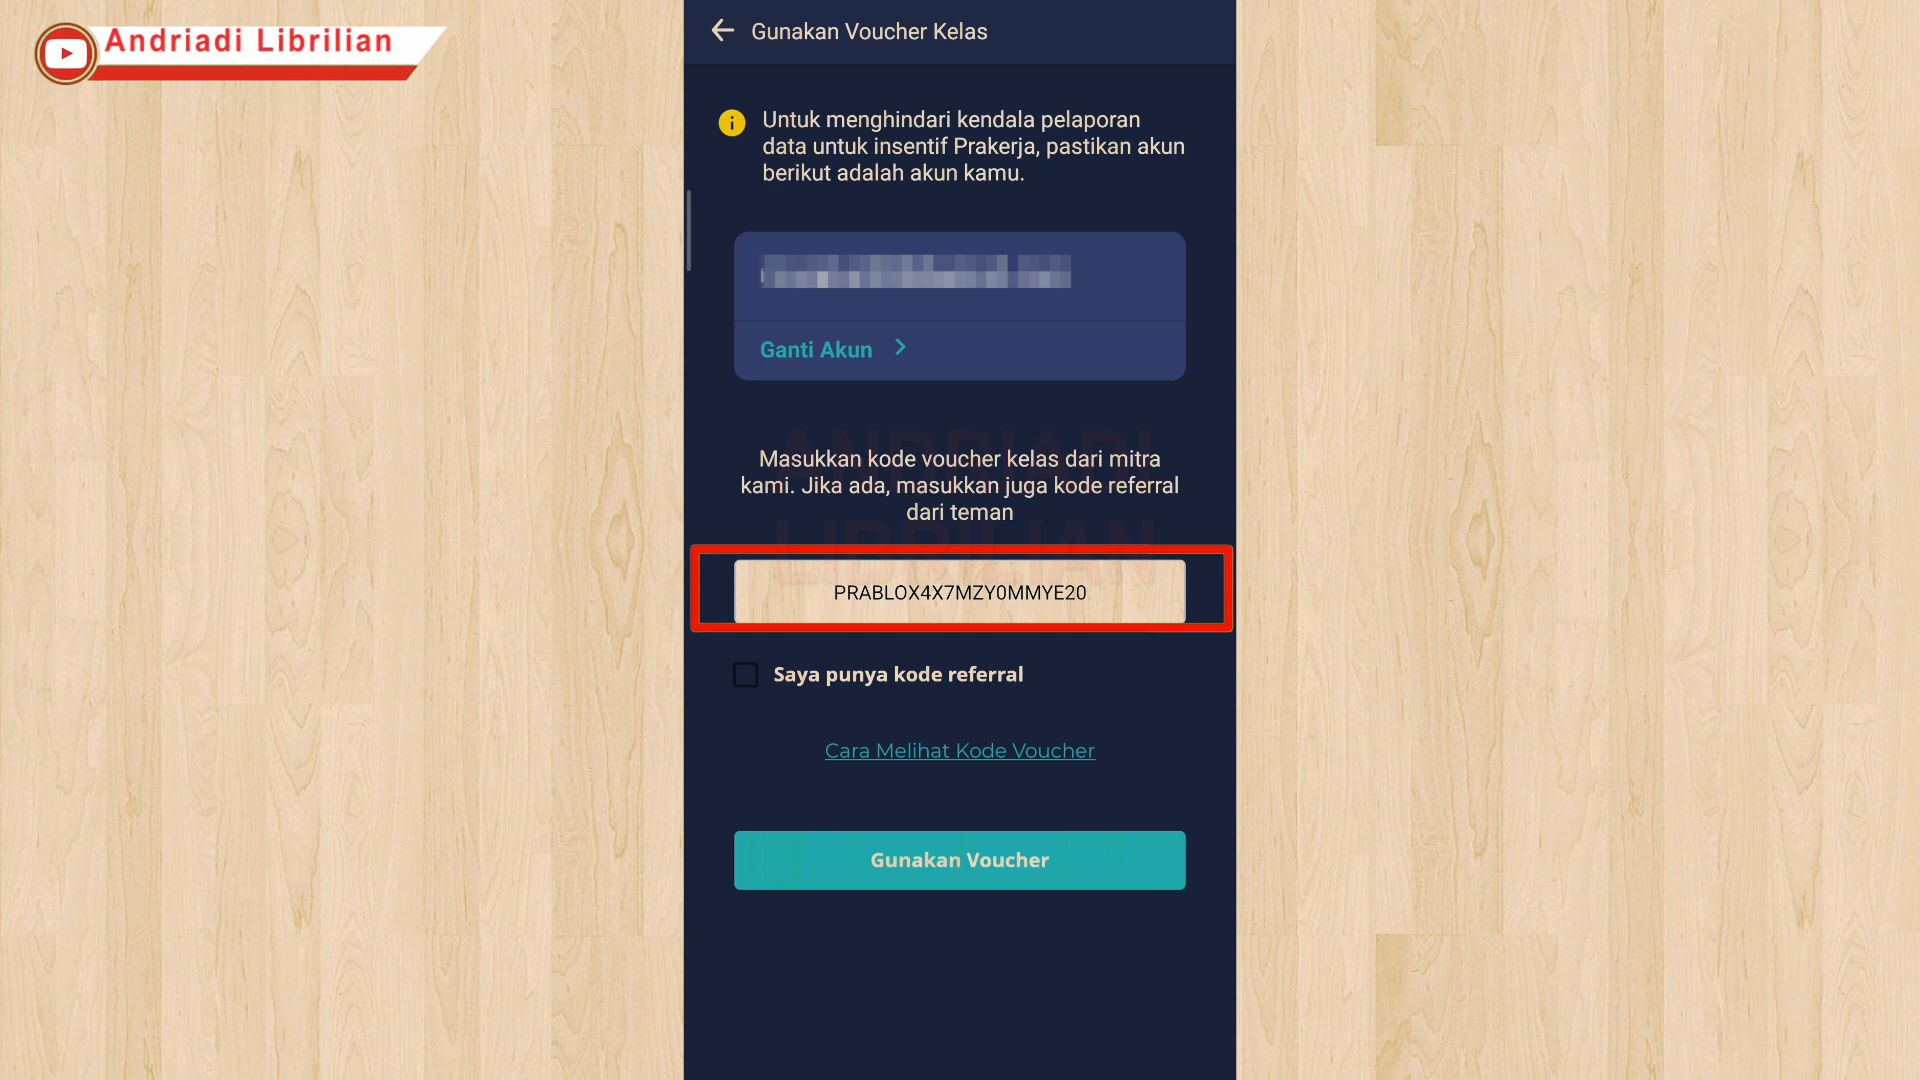 Andriadi Librilian
Gunakan Voucher Kelas
Untuk menghindari kendala pelaporan
data untuk insentif Prakerja, pastikan akun
berikut adalah akun kamu.
Ganti Akun
ANDRIADI
LIBRILIAN
Masukkan kode voucher kelas dari mitra
kami. Jika ada, masukkan juga kode referral
dari teman
PRABLOX4X7MZY0MMYE20
Saya punya kode referral
Cara Melihat Kode Voucher
Gunakan Voucher